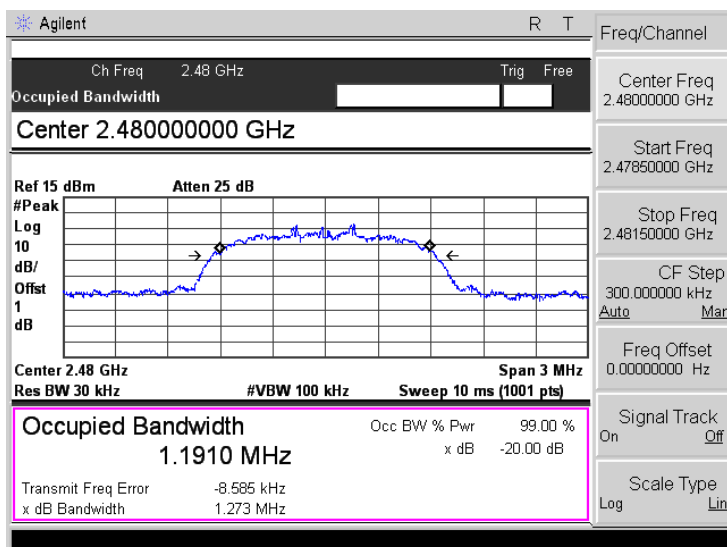 Agilent R T
Freq/Channel
Ch Freq 2.48 GHz Trig Free
Occupied Bandwidth
Center 2.480000000 GHz
Center Freq
2.48000000 GHz
Start Freq
2.47850000 GHz
Stop Freq
2.48150000 GHz
CF Step
300.000000 kHz
Auto Man
Freq Offset
0.00000000 Hz
Signal Track
On Off
Scale Type
Log Lin
Ref 15 dBm Atten 25 dB
#Peak
Log
10
dB/
Offst
1
dB
Center 2.48 GHz Span 3 MHz
Res BW 30 kHz #VBW 100 kHz Sweep 10 ms (1001 pts)
Occupied Bandwidth Occ BW % Pwr 99.00 %
1.1910 MHz x dB -20.00 dB
Transmit Freq Error -8.585 kHz
x dB Bandwidth 1.273 MHz